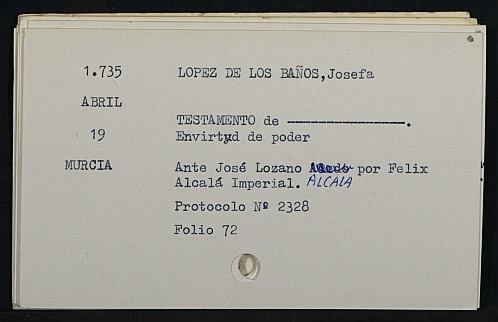 1.735 LOPEZ DE LOS BAÑOS,Josefa
ABRIL
TESTAMENTO de ----------------.
19 Envirtud de poder
MURCIA Ante José Lozano por Felix
Alcalá Imperial. ALCALA
Protocolo Nº 2328
Folio 72